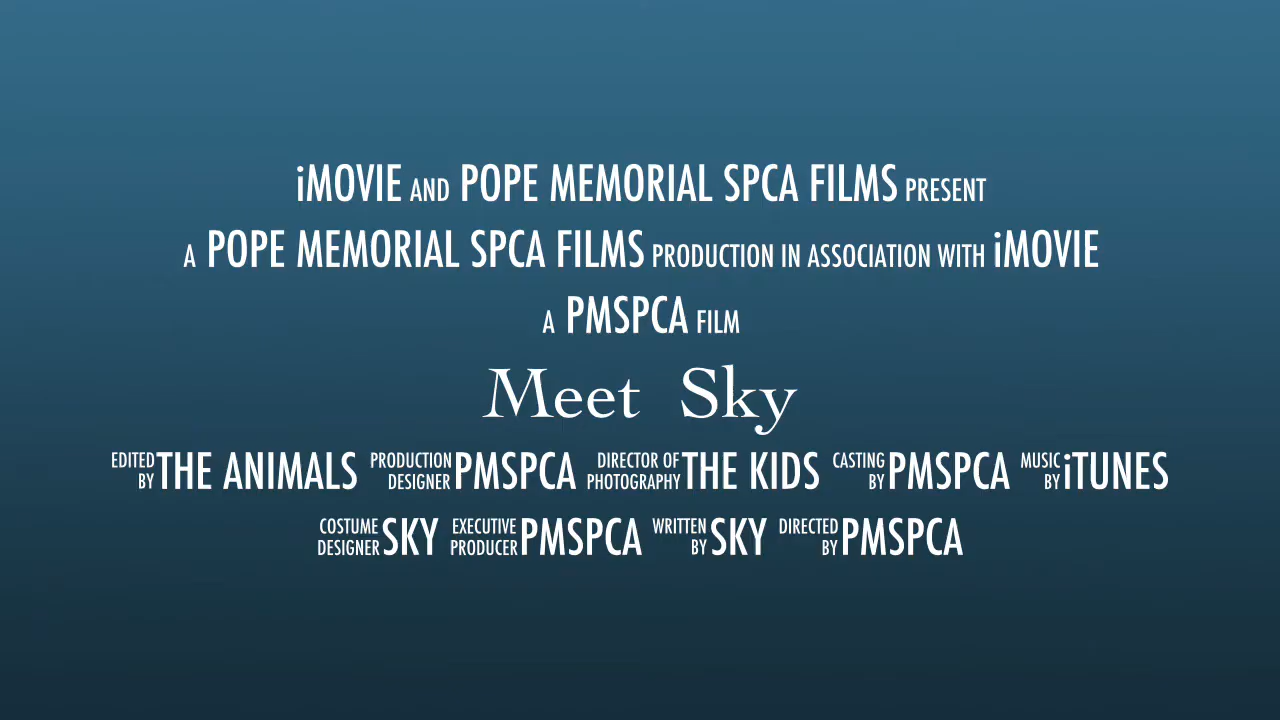 iMOVIE AND POPE MEMORIAL SPCA FILMS PRESENT
A POPE MEMORIAL SPCA FILMS PRODUCTION IN ASSOCIATION WITH iMOVIE
A PMSPCA FILM
Meet Sky
EDITED BY THE ANIMALS PRODUCTION DESIGNER PMSPCA DIRECTOR OF PHOTOGRAPHY THE KIDS CASTING BY PMSPCA MUSIC BY iTUNES
COSTUME DESIGNER SKY EXECUTIVE PRODUCER PMSPCA WRITTEN BY SKY DIRECTED BY PMSPCA